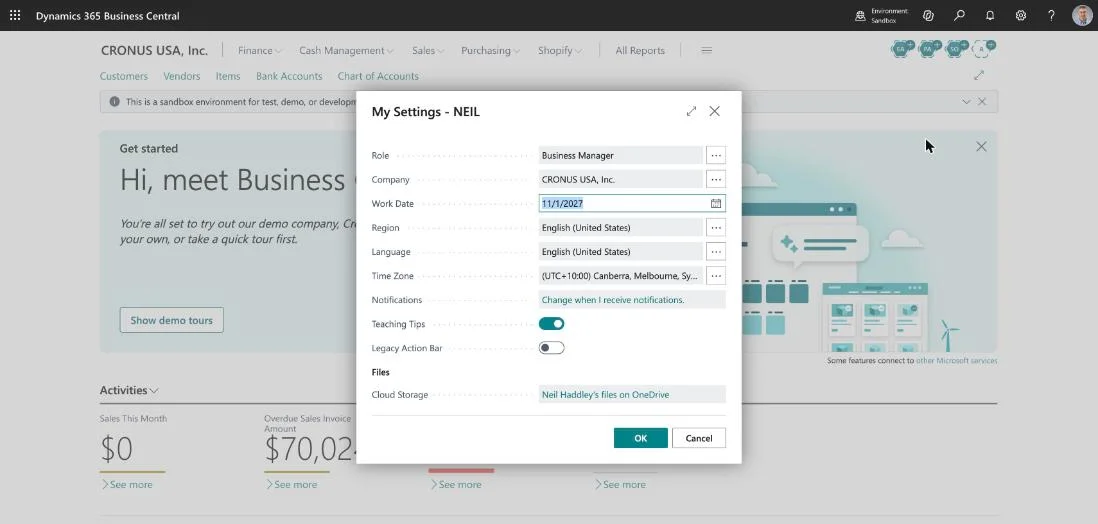 Dynamics 365 Business Central
Environment:
Sandbox
?
CRONUS USA, Inc.
Finance
Cash Management
Sales
Purchasing
Shopify
All Reports
EA
PA
SO
A
Customers
Vendors
Items
Bank Accounts
Chart of Accounts
This is a sandbox environment for test, demo, or
Get started
Hi, meet Business
You're all set to try out our demo company,
your own, or take a quick tour first.
Show demo tours
My Settings - NEIL
Role
Business Manager
Company
CRONUS USA, Inc.
Work Date
11/1/2027
Region
English (United States)
Language
English (United States)
Time Zone
(UTC+10:00) Canberra, Melbourne, Sy...
Notifications
Change when I receive notifications.
Teaching Tips
Legacy Action Bar
Files
Cloud Storage
Neil Haddley's files on OneDrive
OK
Cancel
Some features connect to other Microsoft services
Activities
Sales This Month
$0
See more
Overdue Sales Invoice
Amount
$70,024
See more
See more
See more